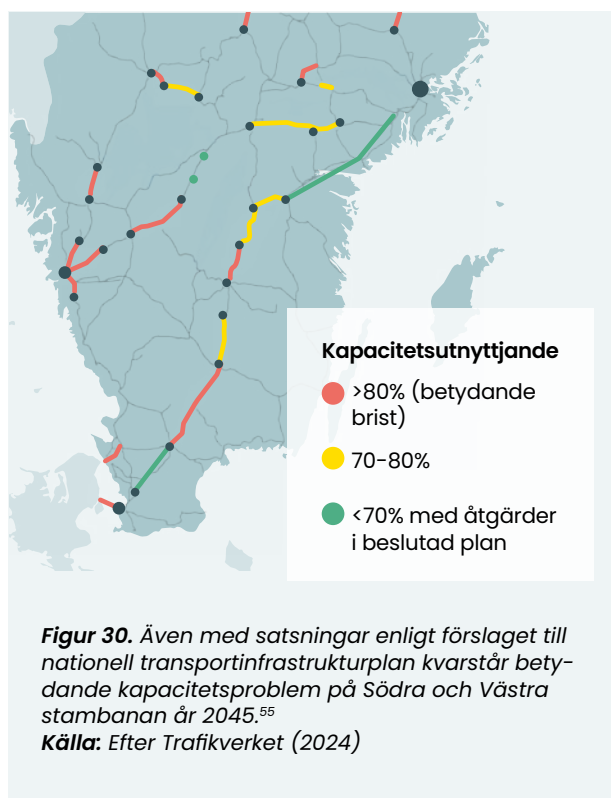 Kapacitetsutnyttjande
>80% (betydande
brist)
70-80%
<70% med åtgärder
i beslutad plan
Figur 30. Även med satsningar enligt förslaget till
nationell transportinfrastrukturplan kvarstår bety-
dande kapacitetsproblem på Södra och Västra
stambanan år 2045.⁵⁵
Källa: Efter Trafikverket (2024)